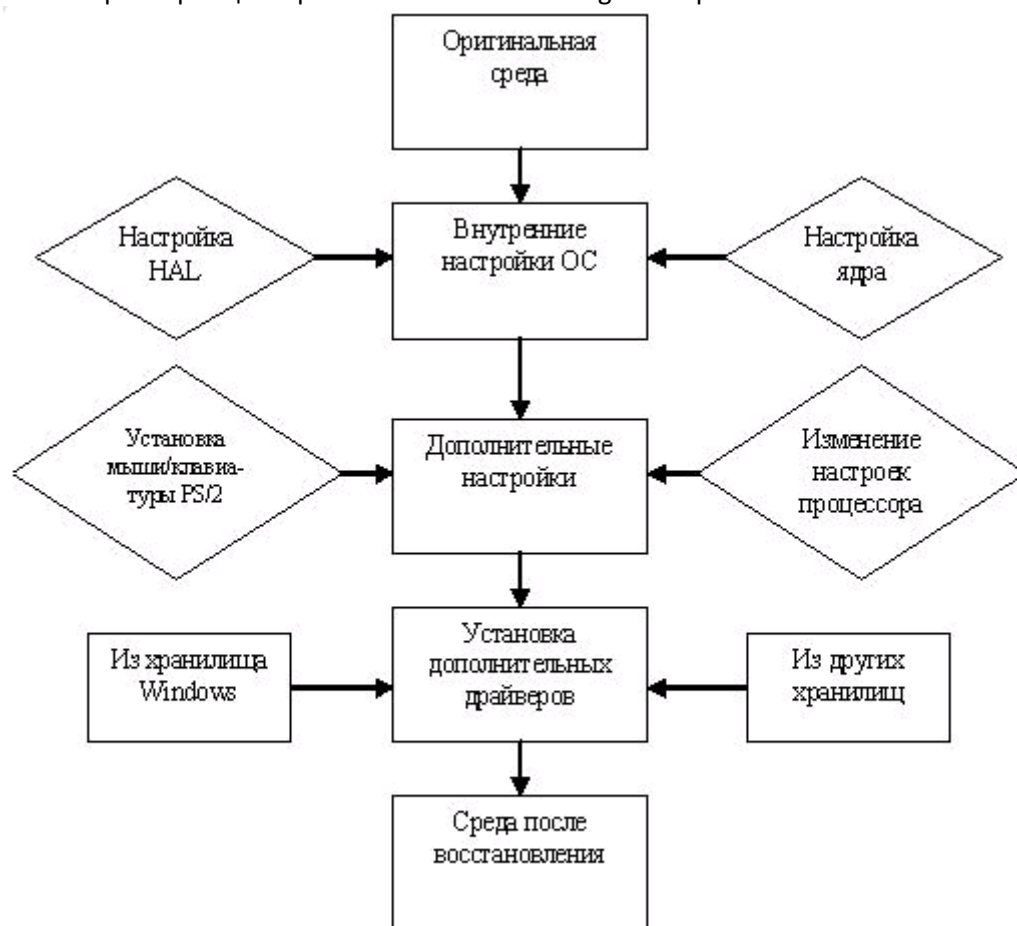 Оригинальная
среда
Настройка
HAL
Внутренние
настройки ОС
Настройка
ядра
Установка
мыши/клавиа-
туры PS/2
Дополнительные
настройки
Изменение
настроек
процессора
Из хранилища
Windows
Установка
дополнительных
драйверов
Из других
хранилищ
Среда после
восстановления